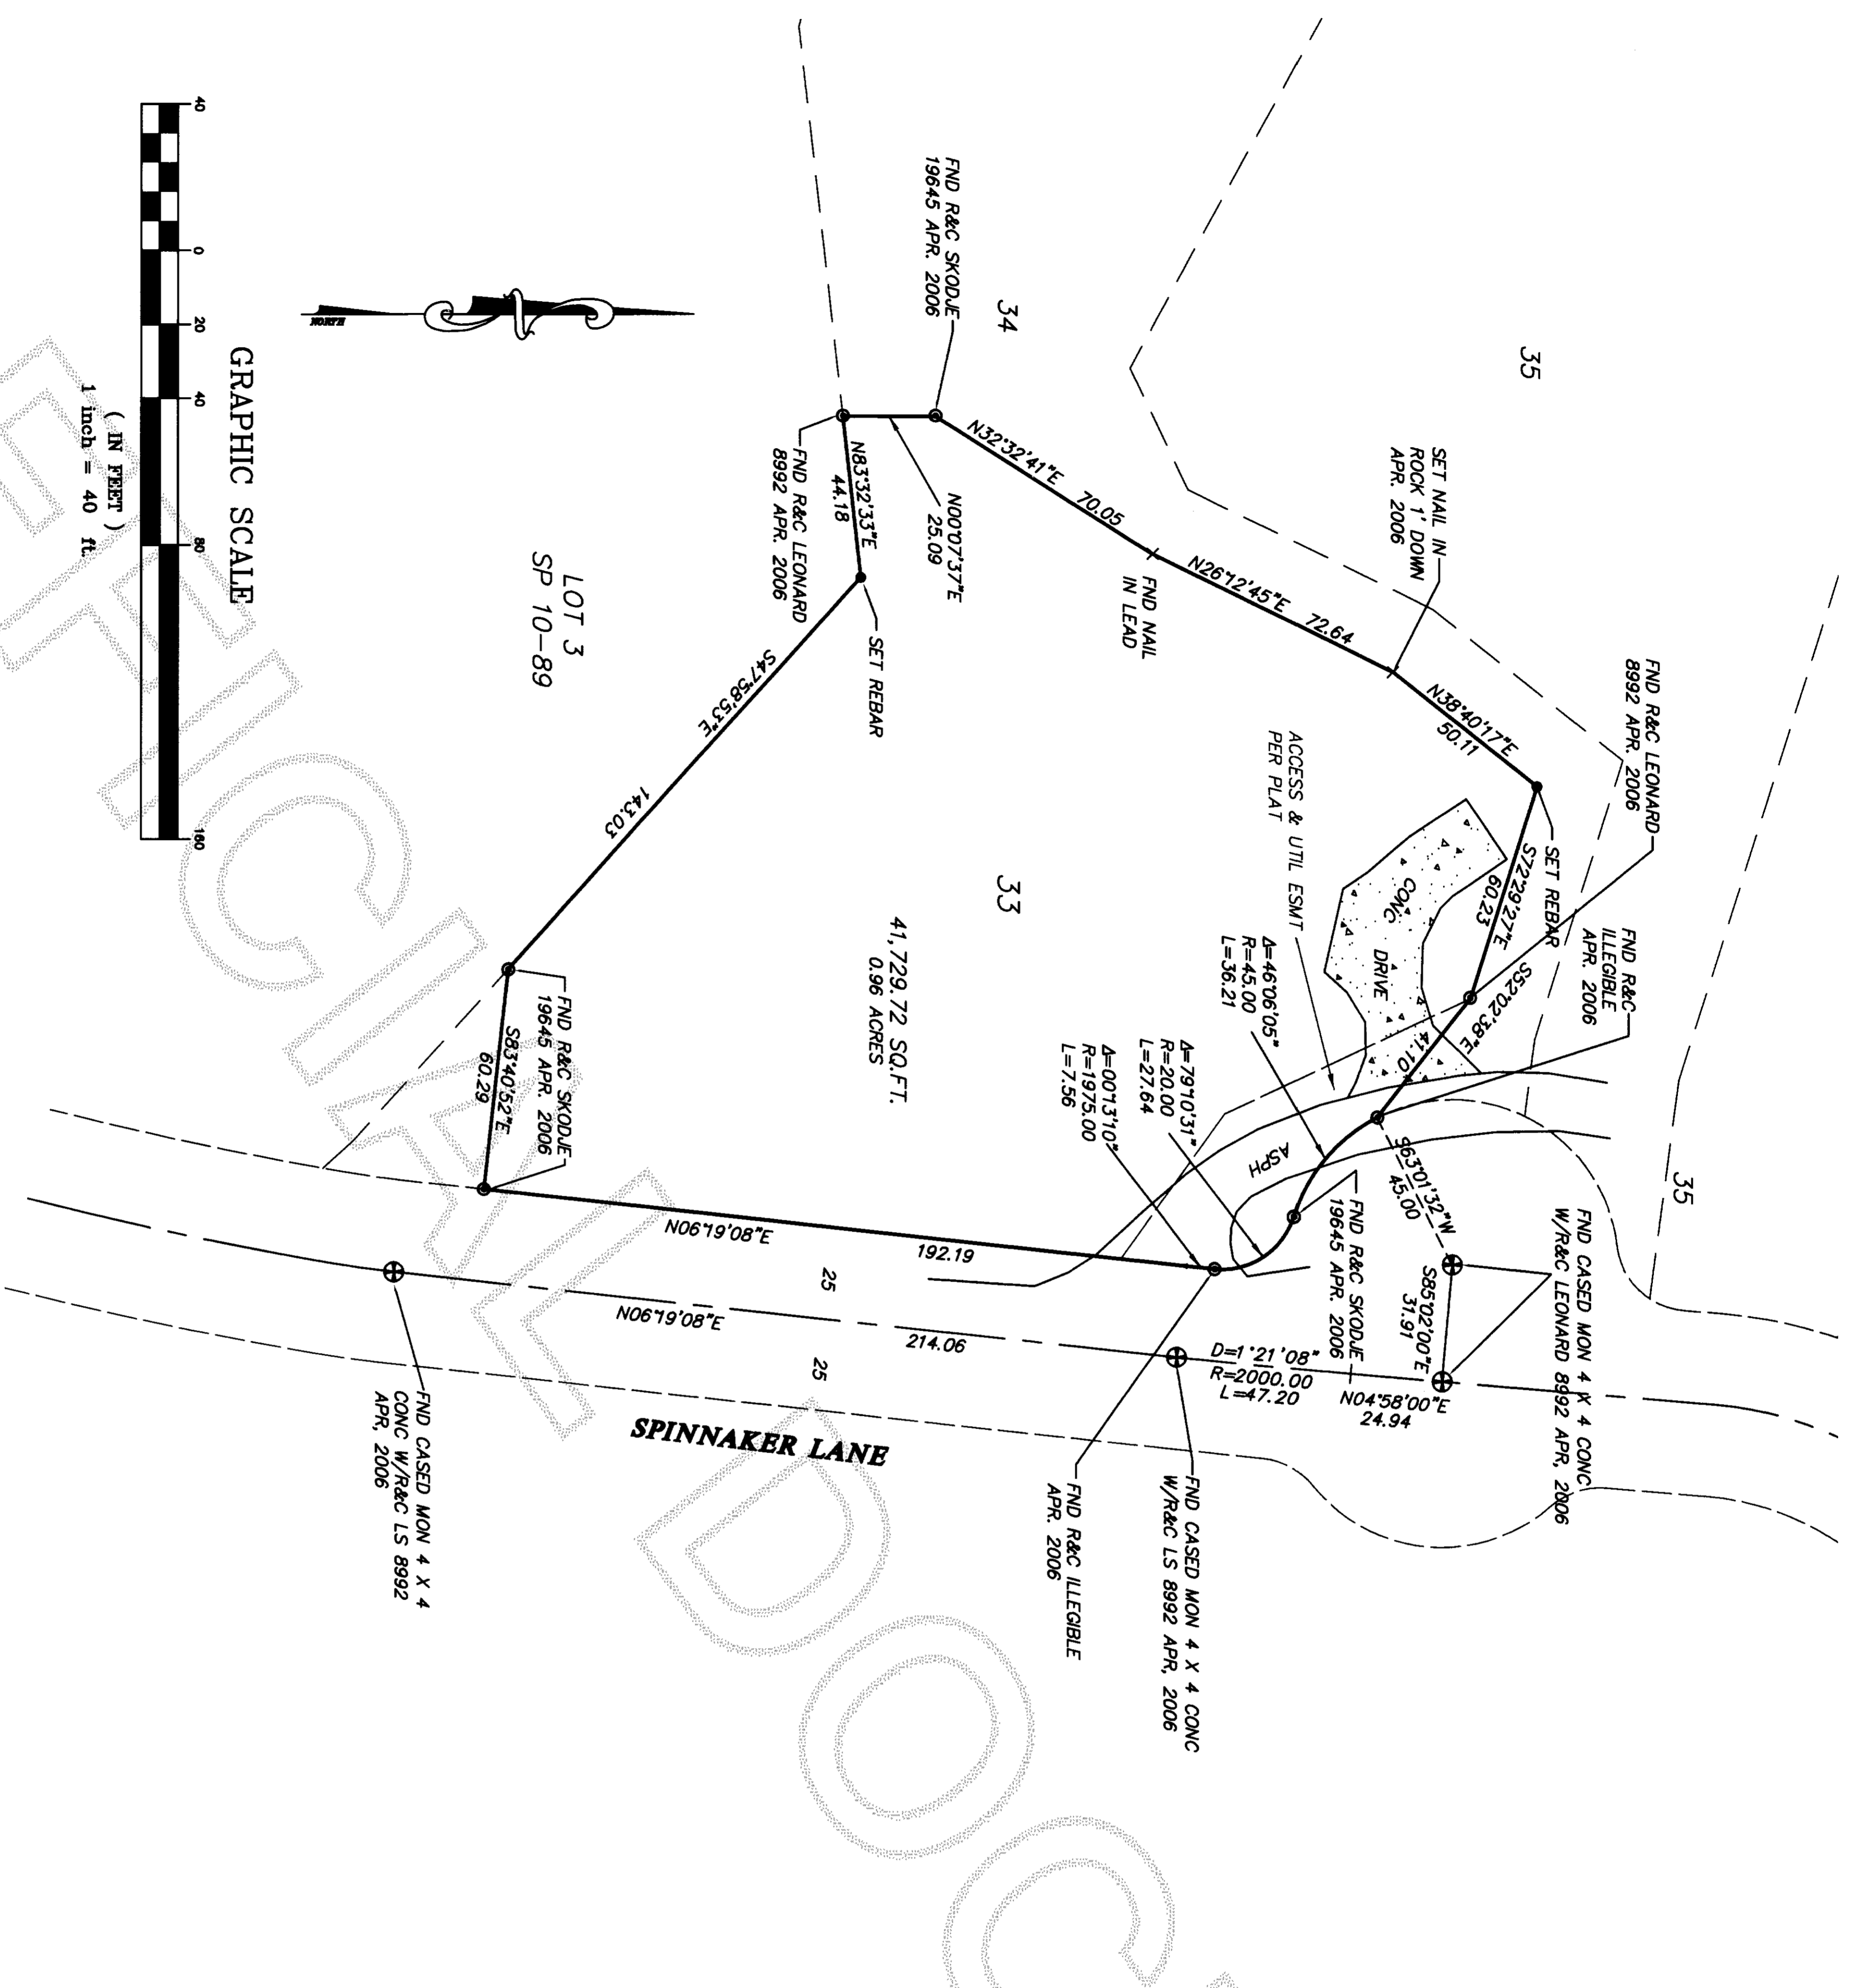 35
34
FND R&C SKODJE
19645 APR. 2006
SET NAIL IN
ROCK 1' DOWN
APR. 2006
N32°32'41"E 70.05
N00°07'37"E
25.09
N83°32'33"E
44.18
FND R&C LEONARD
8992 APR. 2006
N26°12'45"E 72.64
FND NAIL
IN LEAD
SET REBAR
LOT 3
SP 10-89
S47°58'53"E 143.03
N38°40'17"E
50.11
FND R&C LEONARD
8992 APR. 2006
ACCESS & UTIL ESMT
PER PLAT
SET REBAR
S72°29'27"E
60.23
FND R&C
ILLEGIBLE
APR. 2006
CONC DRIVE
S52°02'38"E
41.10
33
41,729.72 SQ.FT.
0.96 ACRES
Δ=46°06'05"
R=45.00
L=36.21
Δ=79°10'31"
R=20.00
L=27.64
Δ=00°13'10"
R=1975.00
L=7.56
ASPH
FND R&C SKODJE
19645 APR. 2006
S83°40'52"E
60.29
S63°01'32"W
45.00
35
FND R&C SKODJE
19645 APR. 2006
FND CASED MON 4 X 4 CONC
W/R&C LEONARD 8992 APR, 2006
S85°02'00"E
31.91
N06°19'08"E 192.19
25
N06°19'08"E 214.06
25
D=1°21'08"
R=2000.00
L=47.20
N04°58'00"E
24.94
SPINNAKER LANE
FND CASED MON 4 X 4
CONC W/R&C LS 8992
APR, 2006
FND R&C ILLEGIBLE
APR. 2006
FND CASED MON 4 X 4 CONC
W/R&C LS 8992 APR, 2006
NORTH
GRAPHIC SCALE
40 0 20 40 80 160
( IN FEET )
1 inch = 40 ft.